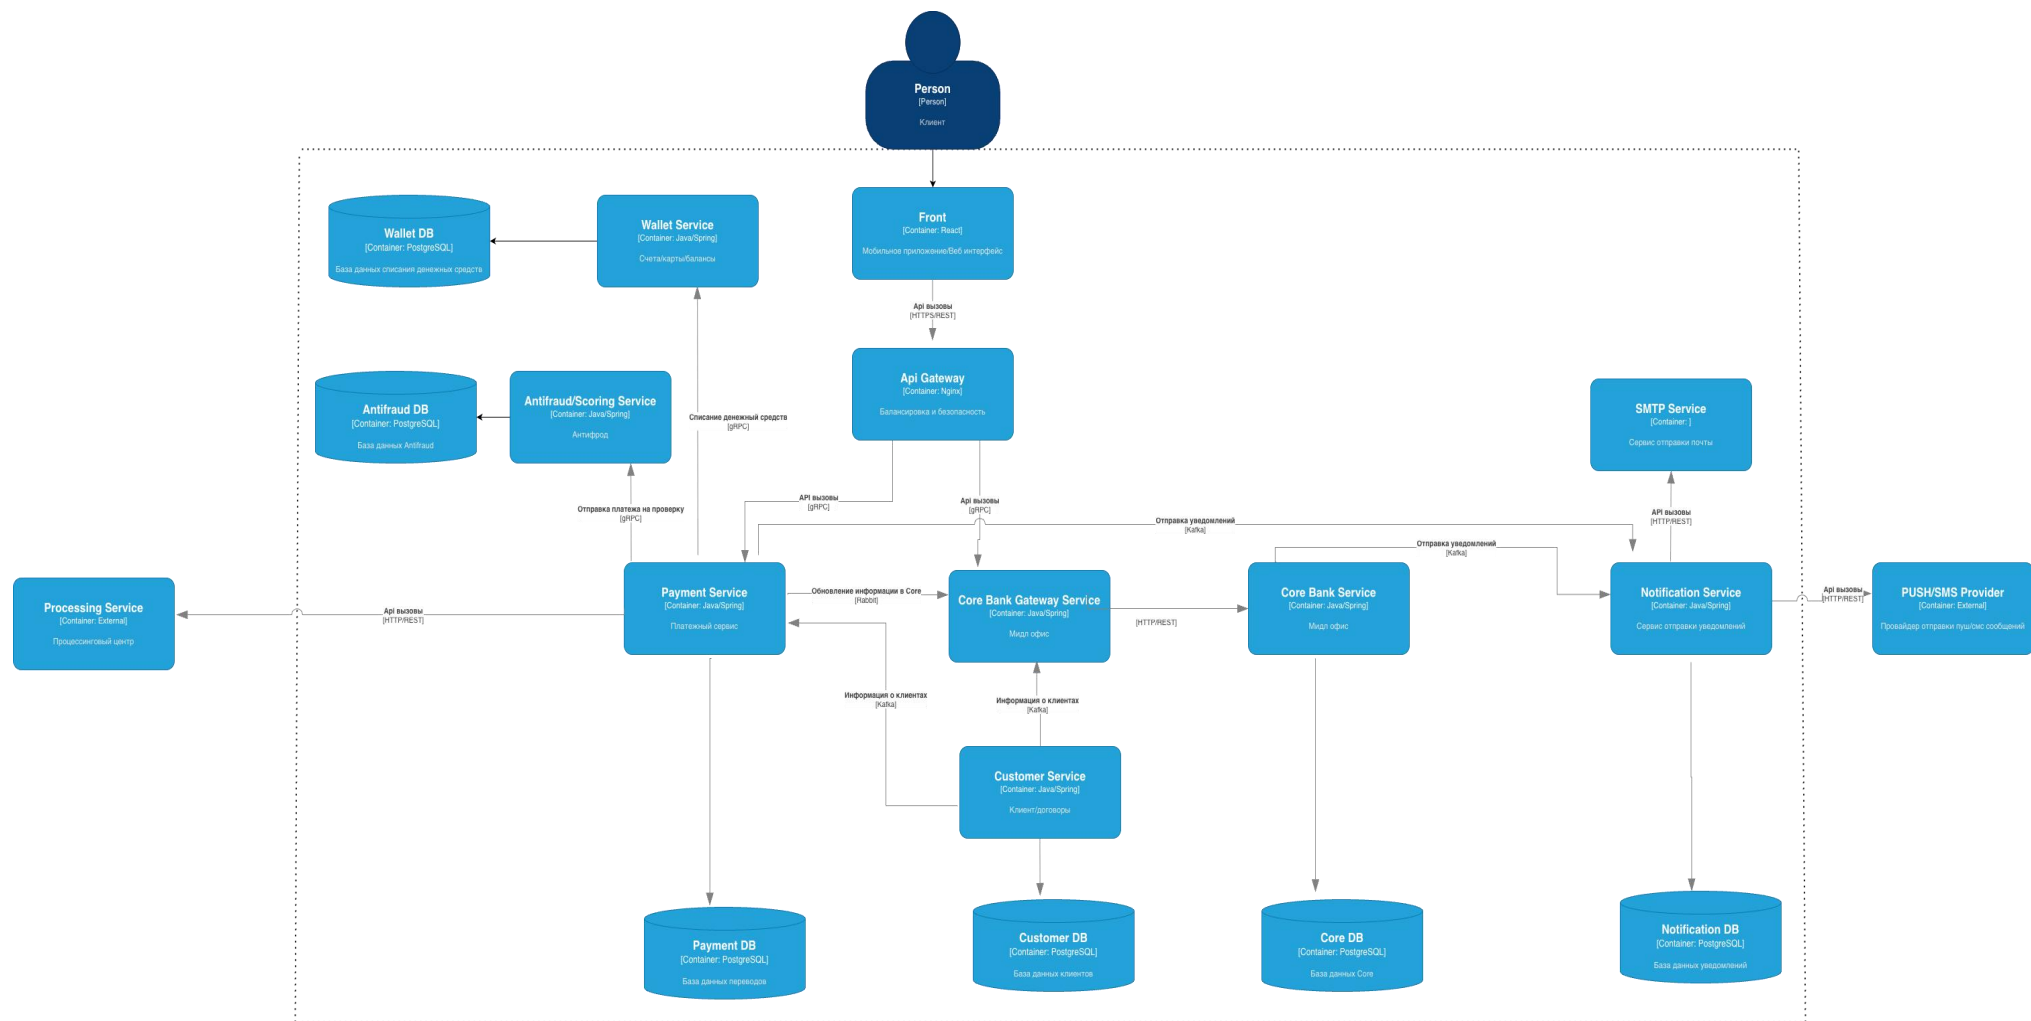 Person
[Person]
Клиент
Wallet DB
[Container: PostgreSQL]
База данных списания денежных средств
Wallet Service
[Container: Java/Spring]
Счета/карты/балансы
Front
[Container: React]
Мобильное приложение/Веб интерфейс
Api вызовы
[HTTPS/REST]
Antifraud DB
[Container: PostgreSQL]
База данных Antifraud
Antifraud/Scoring Service
[Container: Java/Spring]
Антифрод
Списание денежный средств
[gRPC]
Api Gateway
[Container: Nginx]
Балансировка и безопасность
SMTP Service
[Container: ]
Сервис отправки почты
Отправка платежа на проверку
[gRPC]
API вызовы
[gRPC]
Api вызовы
[gRPC]
Отправка уведомлений
[Kafka]
API вызовы
[HTTP/REST]
Отправка уведомлений
[Kafka]
Processing Service
[Container: External]
Процессинговый центр
Api вызовы
[HTTP/REST]
Payment Service
[Container: Java/Spring]
Платежный сервис
Обновление информации в Core
[Rabbit]
Core Bank Gateway Service
[Container: Java/Spring]
Мидл офис
[HTTP/REST]
Core Bank Service
[Container: Java/Spring]
Мидл офис
Notification Service
[Container: Java/Spring]
Сервис отправки уведомлений
Api вызовы
[HTTP/REST]
PUSH/SMS Provider
[Container: External]
Провайдер отправки пуш/смс сообщений
Информация о клиентах
[Kafka]
Информация о клиентах
[Kafka]
Customer Service
[Container: Java/Spring]
Клиент/договоры
Payment DB
[Container: PostgreSQL]
База данных переводов
Customer DB
[Container: PostgreSQL]
База данных клиентов
Core DB
[Container: PostgreSQL]
База данных Core
Notification DB
[Container: PostgreSQL]
База данных уведомлений